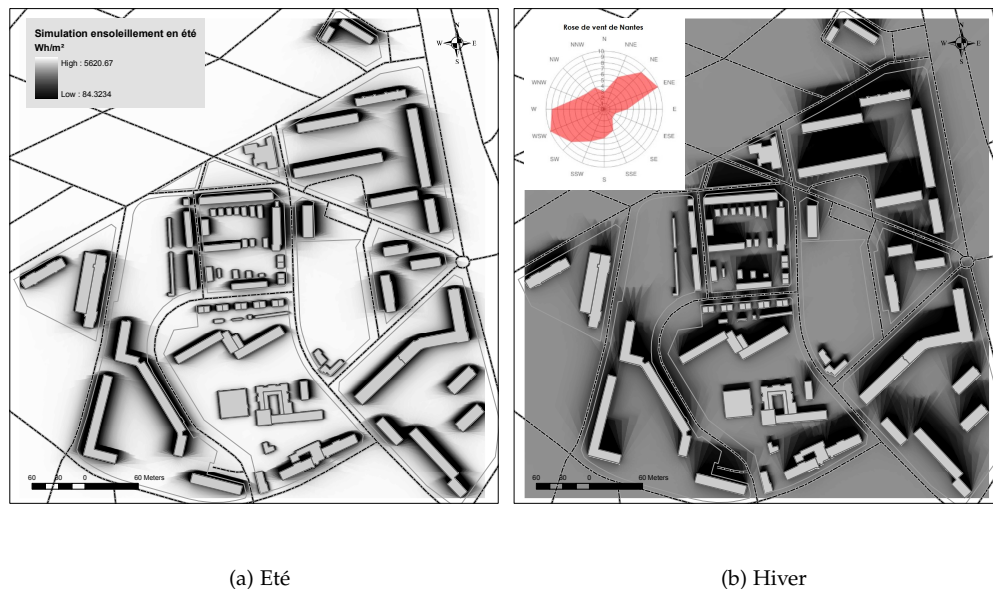 Simulation ensoleillement en été
Wh/m²
High : 5620.67
Low : 84.3234
N
W E
S
60 30 0 60 Meters
Rose de vent de Nantes
N
NNW NNE
NW NE
WNW ENE
W E
WSW ESE
SW SE
SSW SSE
S
N
W E
S
60 30 0 60 Meters
(a) Eté
(b) Hiver